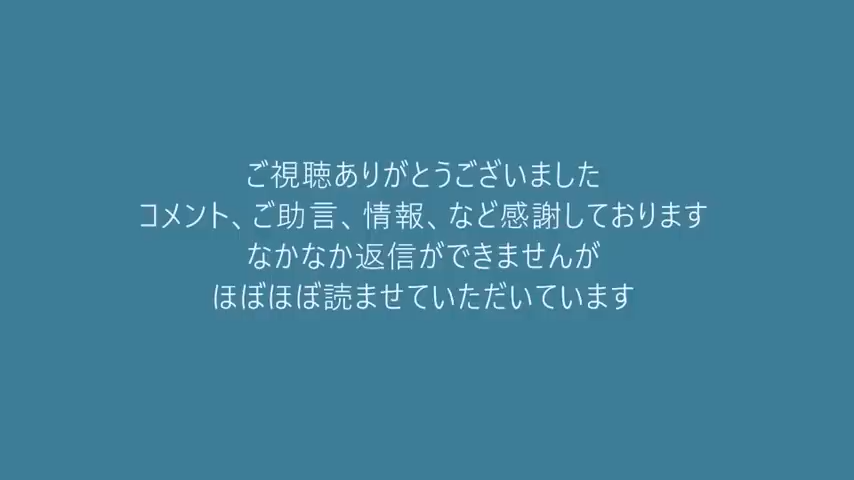 ご視聴ありがとうございました
コメント、ご助言、情報、など感謝しております
なかなか返信ができませんが
ほぼほぼ読ませていただいています